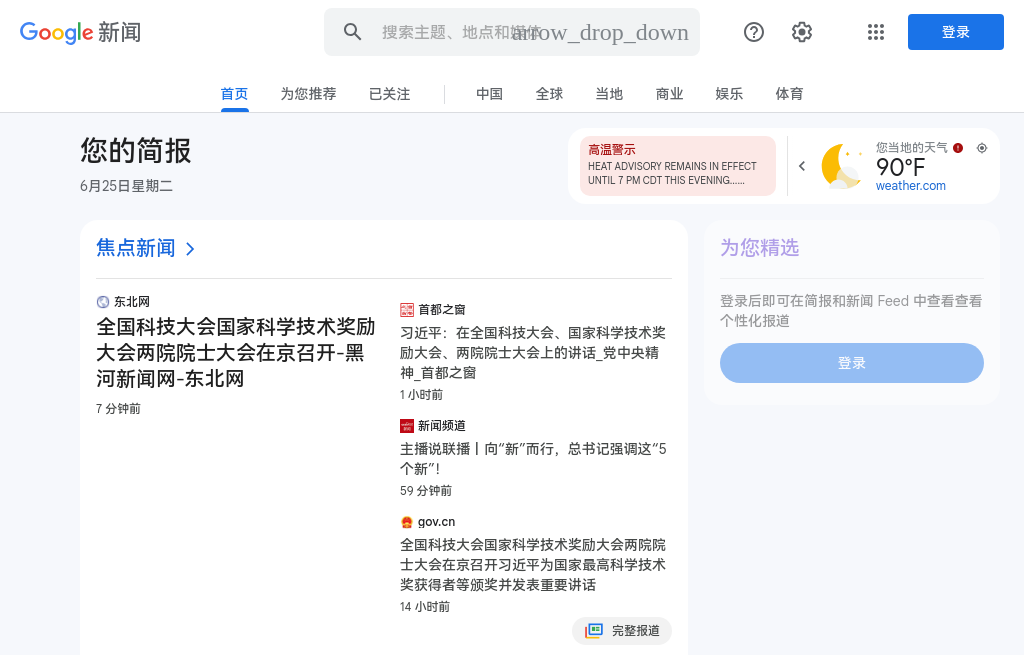 Google 新闻
搜索主题、地点和媒体
arrow_drop_down
登录
首页 为您推荐 已关注 中国 全球 当地 商业 娱乐 体育
您的简报
6月25日星期二
高温警示
HEAT ADVISORY REMAINS IN EFFECT
UNTIL 7 PM CDT THIS EVENING......
您当地的天气
90°F
weather.com
焦点新闻
东北网
全国科技大会国家科学技术奖励
大会两院院士大会在京召开-黑
河新闻网-东北网
7 分钟前
首都之窗
习近平：在全国科技大会、国家科学技术奖
励大会、两院院士大会上的讲话_党中央精
神_首都之窗
1 小时前
新闻频道
主播说联播丨向“新”而行，总书记强调这“5
个新”！
59 分钟前
gov.cn
全国科技大会国家科学技术奖励大会两院院
士大会在京召开习近平为国家最高科学技术
奖获得者等颁奖并发表重要讲话
14 小时前
完整报道
为您精选
登录后即可在简报和新闻 Feed 中查看查看
个性化报道
登录